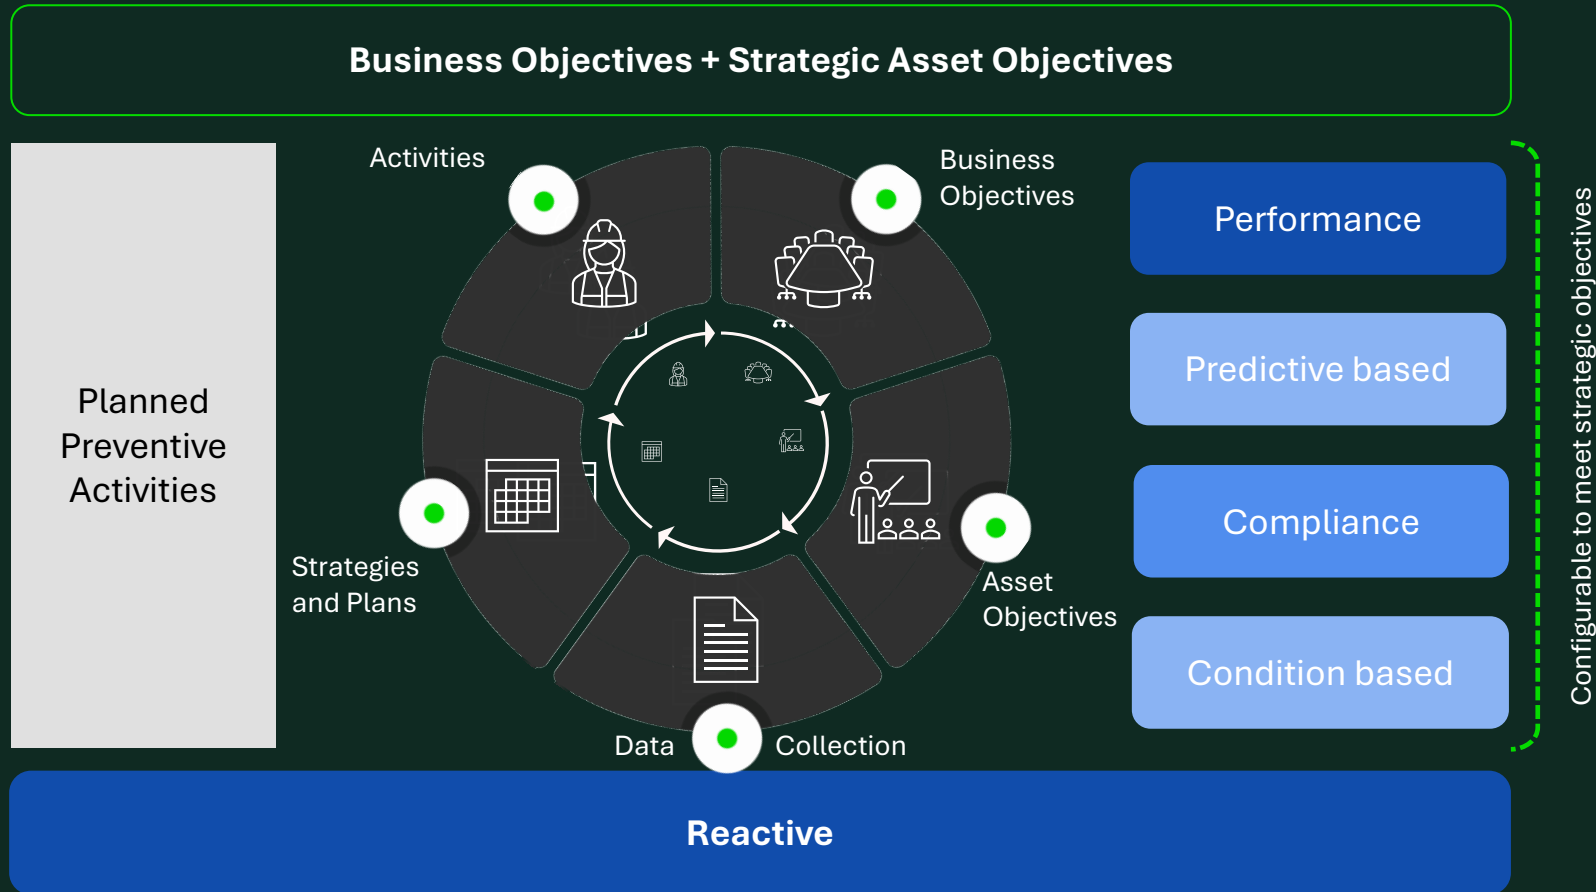 Business Objectives + Strategic Asset Objectives
Planned
Preventive
Activities
Activities
Business
Objectives
Asset
Objectives
Data Collection
Strategies
and Plans
Performance
Predictive based
Compliance
Condition based
Configurable to meet strategic objectives
Reactive